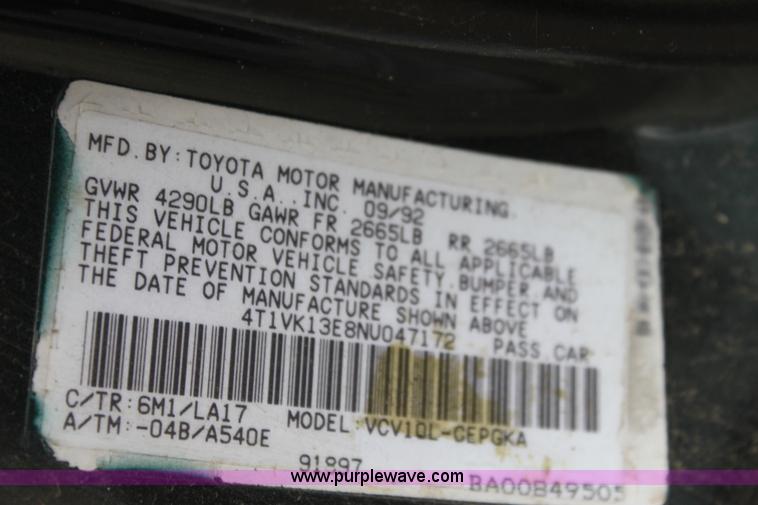 MFD. BY: TOYOTA MOTOR MANUFACTURING,
U.S.A., INC. 09/92
GVWR 4290LB GAWR FR 2665LB RR 2665LB
THIS VEHICLE CONFORMS TO ALL APPLICABLE
FEDERAL MOTOR VEHICLE SAFETY, BUMPER, AND
THEFT PREVENTION STANDARDS IN EFFECT ON
THE DATE OF MANUFACTURE SHOWN ABOVE
4T1VK13E8NU047172 PASS. CAR
C/TR: 6M1/LA17 MODEL: VCV10L-CEPGKA
A/TM: -04B/A540E
91897 BA00B49505
www.purplewave.com